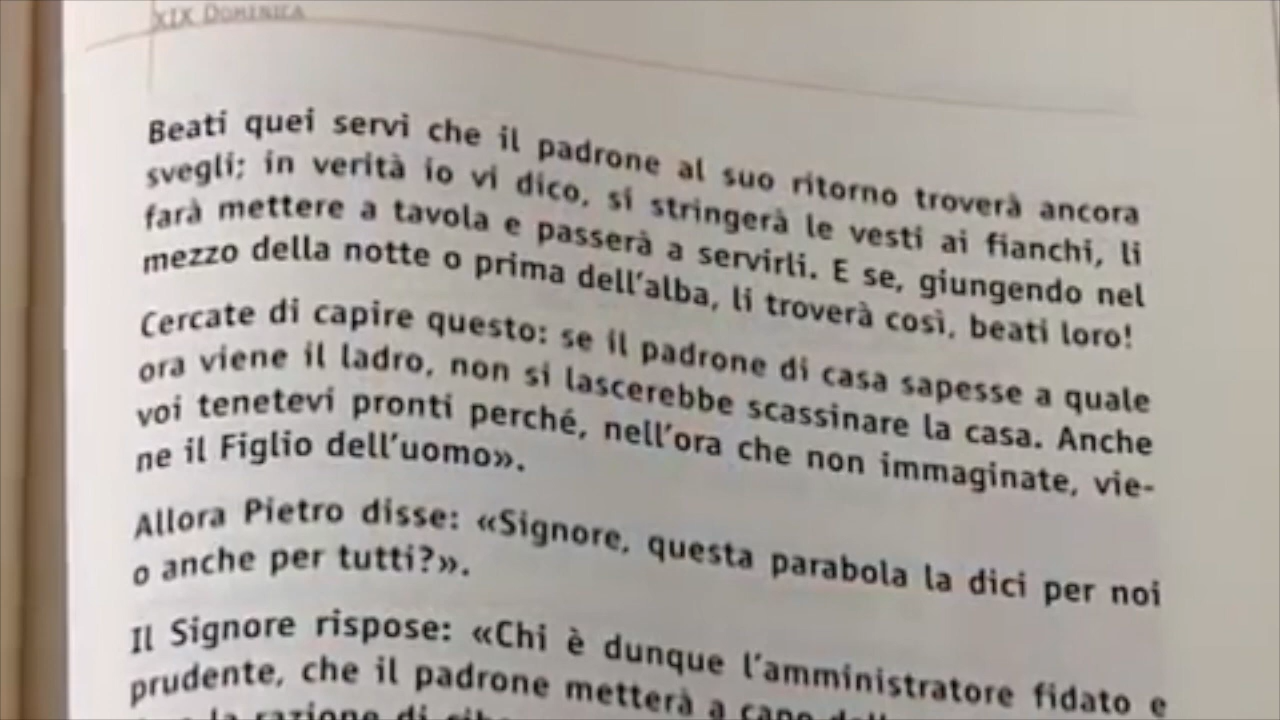 XIX DOMENICA
Beati quei servi che il padrone al suo ritorno troverà ancora
svegli; in verità io vi dico, si stringerà le vesti ai fianchi, li
farà mettere a tavola e passerà a servirli. E se, giungendo nel
mezzo della notte o prima dell'alba, li troverà così, beati loro!
Cercate di capire questo: se il padrone di casa sapesse a quale
ora viene il ladro, non si lascerebbe scassinare la casa. Anche
voi tenetevi pronti perché, nell'ora che non immaginate, vie-
ne il Figlio dell'uomo».
Allora Pietro disse: «Signore, questa parabola la dici per noi
o anche per tutti?».
Il Signore rispose: «Chi è dunque l'amministratore fidato e
prudente, che il padrone metterà a capo
la razione di